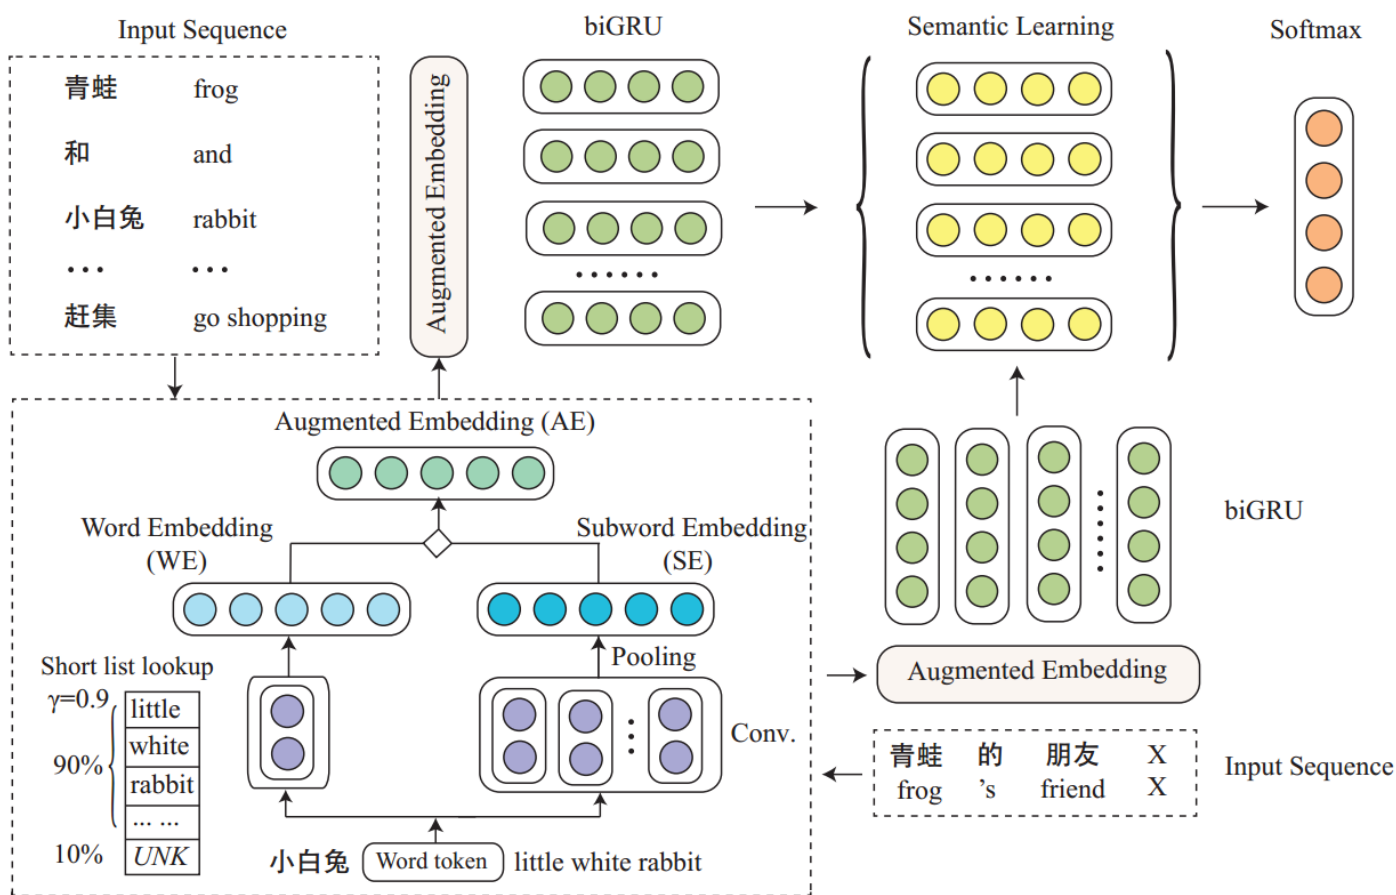 Input Sequence
青蛙 frog
和 and
小白兔 rabbit
... ...
赶集 go shopping
Augmented Embedding
biGRU
......
Semantic Learning
......
Softmax
Augmented Embedding (AE)
Word Embedding
(WE)
Subword Embedding
(SE)
Pooling
Conv.
Short list lookup
γ=0.9
90%
10%
little
white
rabbit
... ...
UNK
小白兔 Word token little white rabbit
biGRU
Augmented Embedding
青蛙 的 朋友 X
frog 's friend X
Input Sequence